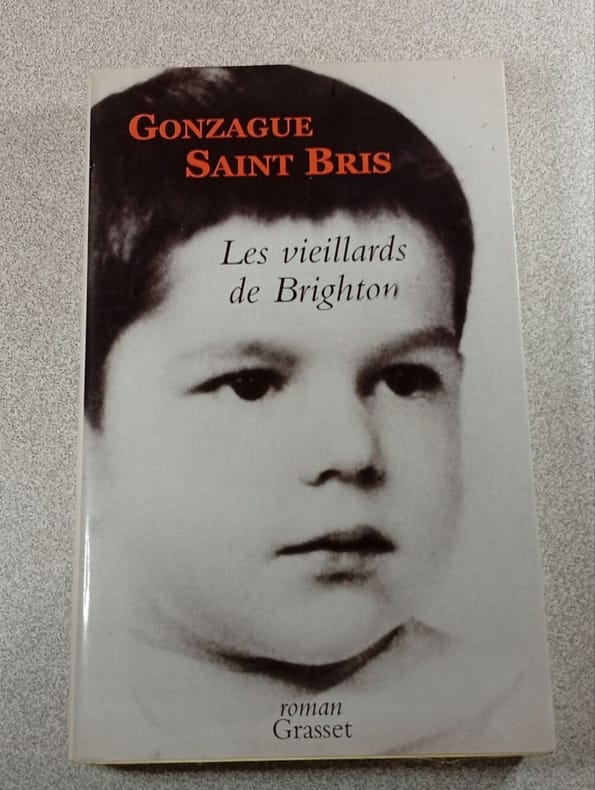 GONZAGUE
SAINT BRIS
Les vieillards
de Brighton
roman
Grasset